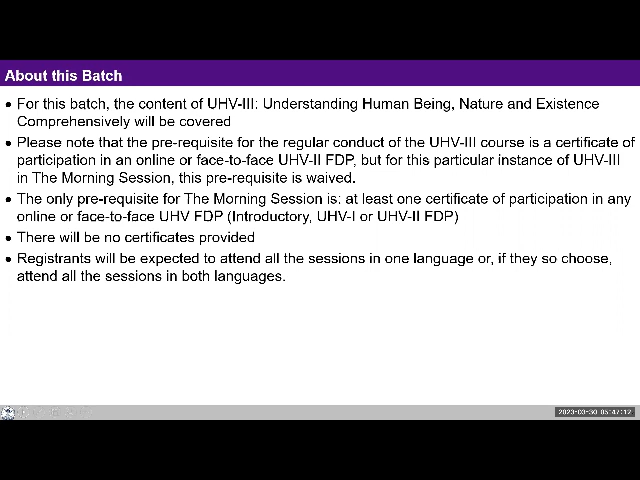 About this Batch
• For this batch, the content of UHV-III: Understanding Human Being, Nature and Existence
Comprehensively will be covered
• Please note that the pre-requisite for the regular conduct of the UHV-III course is a certificate of
participation in an online or face-to-face UHV-II FDP, but for this particular instance of UHV-III
in The Morning Session, this pre-requisite is waived.
• The only pre-requisite for The Morning Session is: at least one certificate of participation in any
online or face-to-face UHV FDP (Introductory, UHV-I or UHV-II FDP)
• There will be no certificates provided
• Registrants will be expected to attend all the sessions in one language or, if they so choose,
attend all the sessions in both languages.
2023-03-30 05:47:12